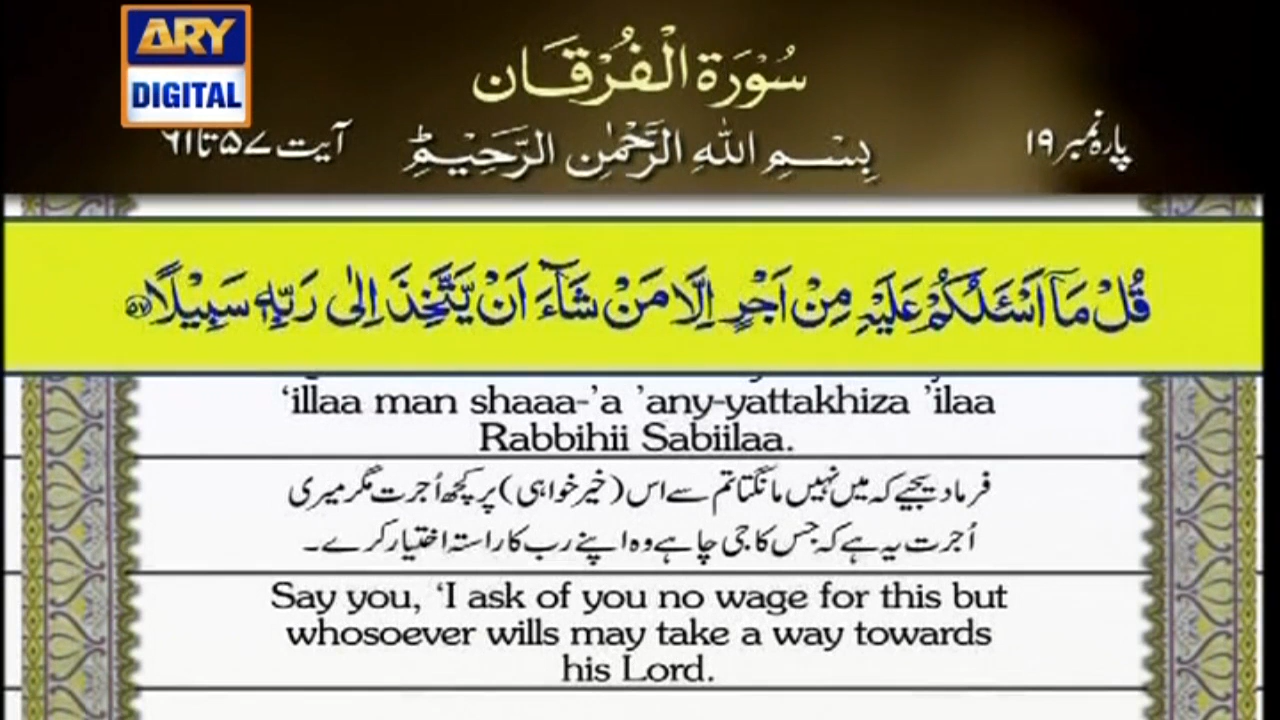 ARY
DIGITAL
سُوْرَةُ الْفُرْقَان
پارہ نمبر ۱۹
بِسْمِ اللهِ الرَّحْمٰنِ الرَّحِيْمِ
آیت ۵۷ تا ۶۱
قُلْ مَاۤ اَسْـَٔلُكُمْ عَلَيْهِ مِنْ اَجْرٍ اِلَّا مَنْ شَآءَ اَنْ يَّتَّخِذَ اِلٰى رَبِّهٖ سَبِيْلًا ۵۷
‘illaa man shaaa-’a ’any-yattakhiza ’ilaa
Rabbihii Sabiilaa.
فرما دیجیے کہ میں نہیں مانگتا تم سے اس (خیر خواہی) پر کچھ اُجرت مگر میری
اُجرت یہ ہے کہ جس کا جی چاہے وہ اپنے رب کا راستہ اختیار کرے۔
Say you, ‘I ask of you no wage for this but
whosoever wills may take a way towards
his Lord.